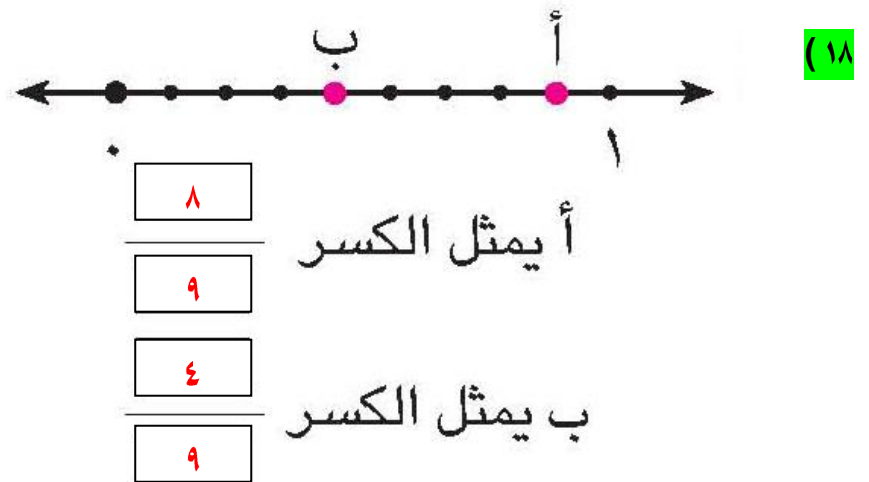 ١٨ )
ب أ
٠ ١
أ يمثل الكسر ٨
٩
ب يمثل الكسر ٤
٩